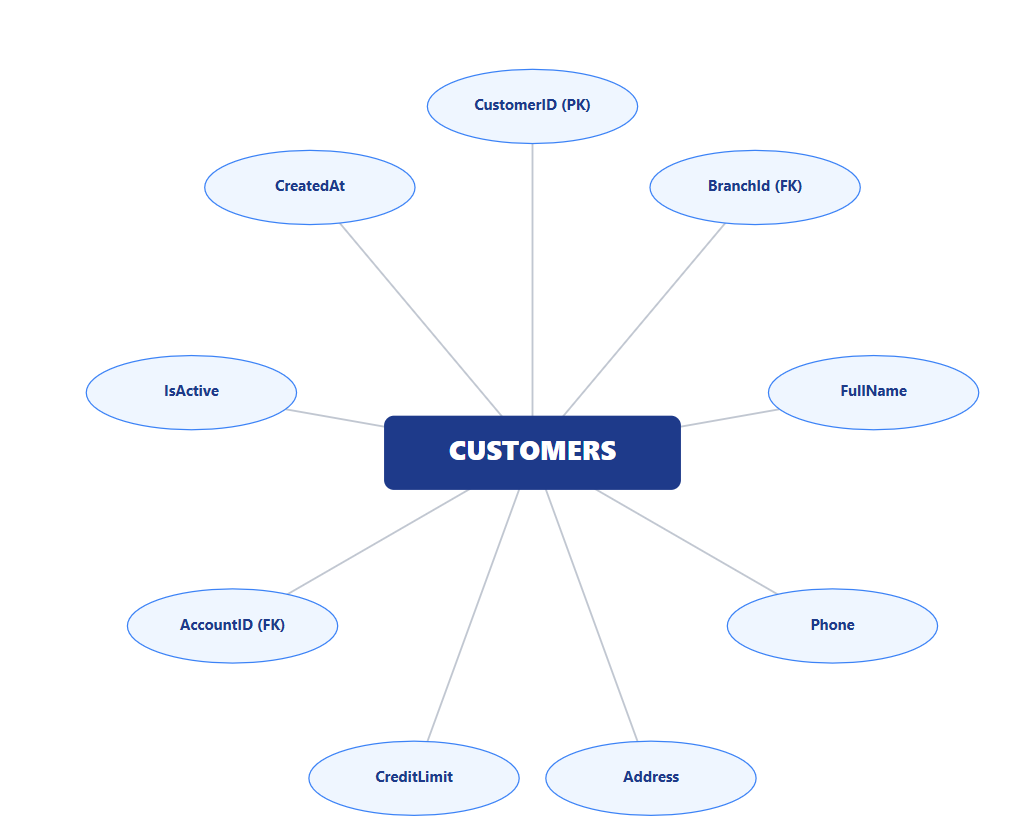 CustomerID (PK)
CreatedAt
BranchId (FK)
IsActive
FullName
CUSTOMERS
AccountID (FK)
Phone
CreditLimit
Address